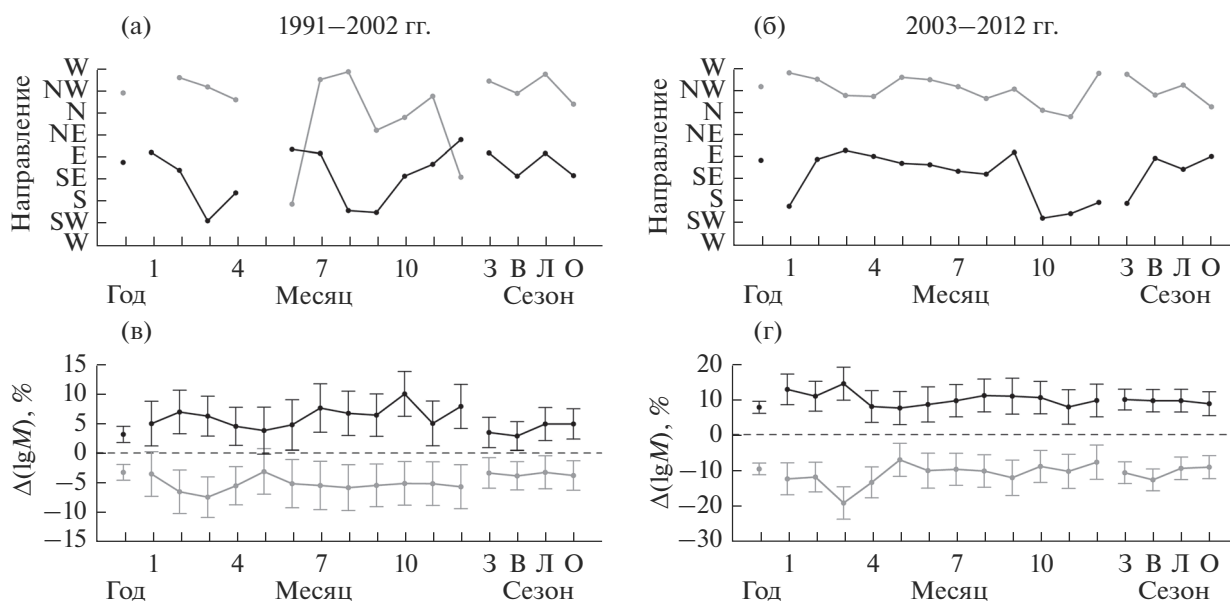 (а) 1991–2002 гг.
Направление
W
NW
N
NE
E
SE
S
SW
W
1 4 7 10 З В Л О
Год Месяц Сезон
(б) 2003–2012 гг.
Направление
W
NW
N
NE
E
SE
S
SW
W
1 4 7 10 З В Л О
Год Месяц Сезон
(в)
Δ(lgM), %
15
10
5
0
−5
−10
−15
1 4 7 10 З В Л О
Год Месяц Сезон
(г)
Δ(lgM), %
20
10
0
−10
−20
−30
1 4 7 10 З В Л О
Год Месяц Сезон